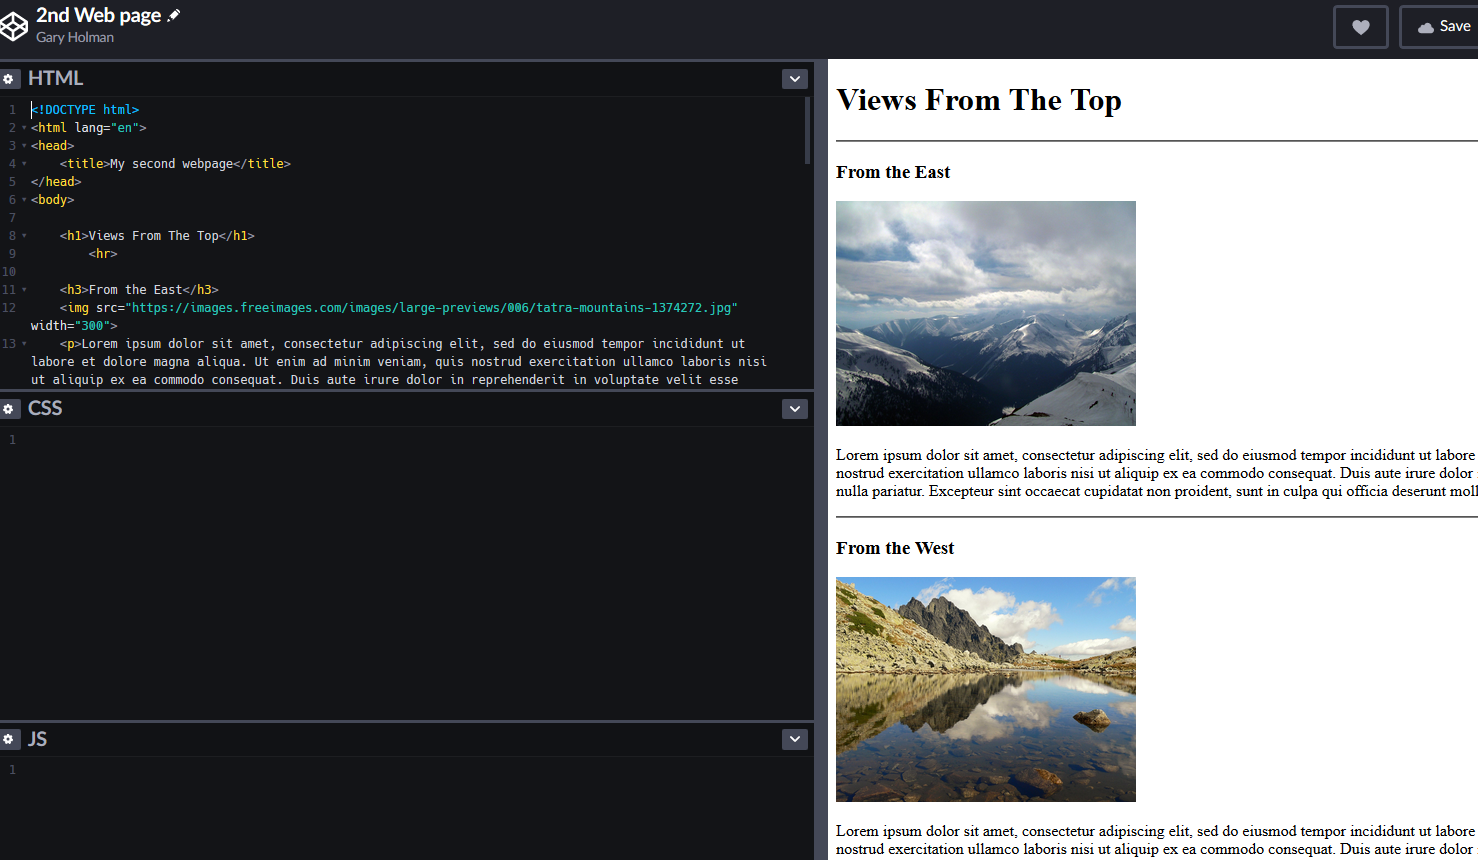 2nd Web page
Gary Holman
Save
HTML
1 <!DOCTYPE html>
2 <html lang="en">
3 <head>
4 <title>My second webpage</title>
5 </head>
6 <body>
7
8 <h1>Views From The Top</h1>
9 <hr>
10
11 <h3>From the East</h3>
12 <img src="https://images.freeimages.com/images/large-previews/006/tatra-mountains-1374272.jpg"
width="300">
13 <p>Lorem ipsum dolor sit amet, consectetur adipiscing elit, sed do eiusmod tempor incididunt ut
labore et dolore magna aliqua. Ut enim ad minim veniam, quis nostrud exercitation ullamco laboris nisi
ut aliquip ex ea commodo consequat. Duis aute irure dolor in reprehenderit in voluptate velit esse
CSS
1
JS
1
Views From The Top
From the East
Lorem ipsum dolor sit amet, consectetur adipiscing elit, sed do eiusmod tempor incididunt ut labore
nostrud exercitation ullamco laboris nisi ut aliquip ex ea commodo consequat. Duis aute irure dolor
nulla pariatur. Excepteur sint occaecat cupidatat non proident, sunt in culpa qui officia deserunt moll
From the West
Lorem ipsum dolor sit amet, consectetur adipiscing elit, sed do eiusmod tempor incididunt ut labore
nostrud exercitation ullamco laboris nisi ut aliquip ex ea commodo consequat. Duis aute irure dolor